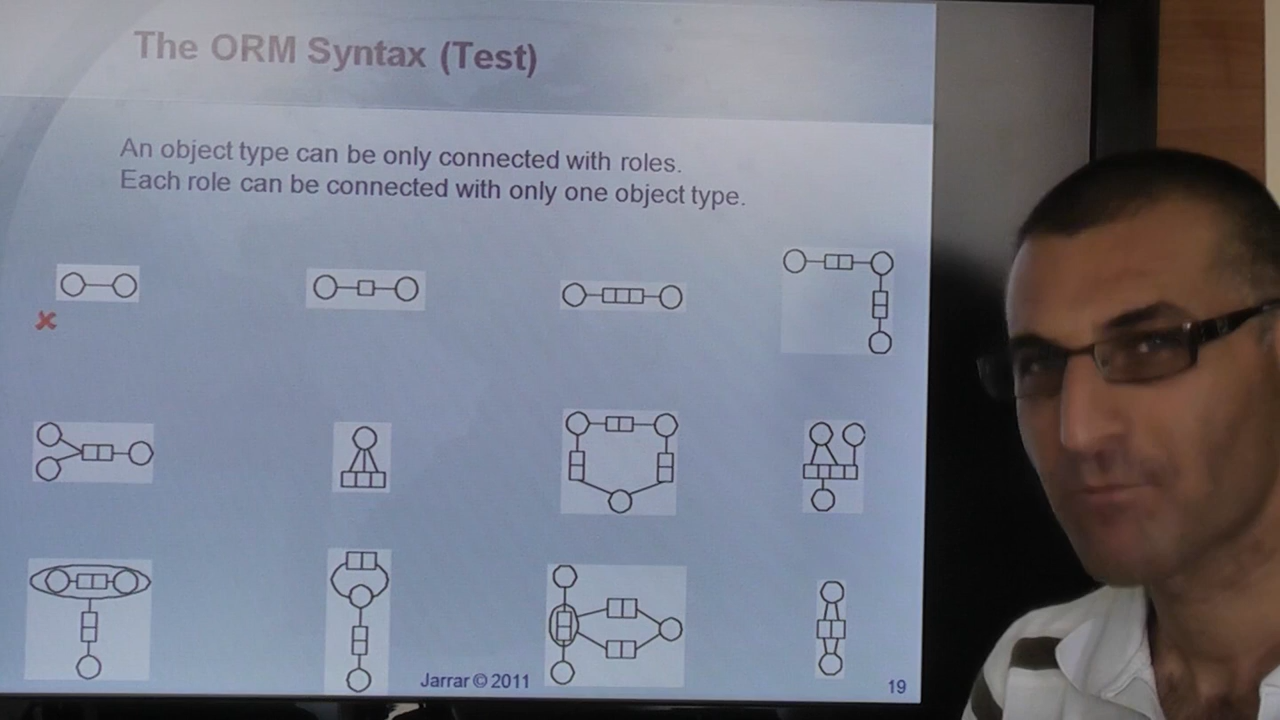 The ORM Syntax (Test)
An object type can be only connected with roles.
Each role can be connected with only one object type.
Jarrar © 2011
19